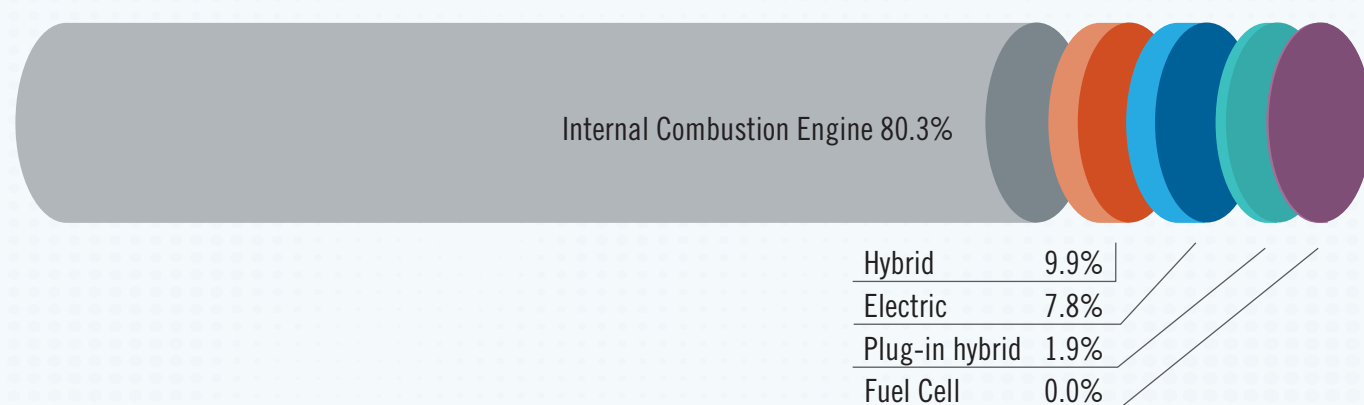 Internal Combustion Engine 80.3%
Hybrid 9.9%
Electric 7.8%
Plug-in hybrid 1.9%
Fuel Cell 0.0%